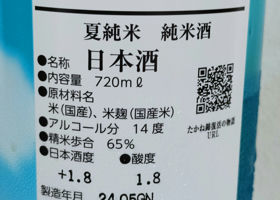 夏純米　純米酒
●名称　日本酒
●内容量　720mℓ
●原材料名
米(国産米)、米麹(国産米)
●アルコール分　14度
●精米歩合　65%
●日本酒度　●酸度
+1.8　1.8
製造年月　24.05GN
たかね錦復活の物語
URL